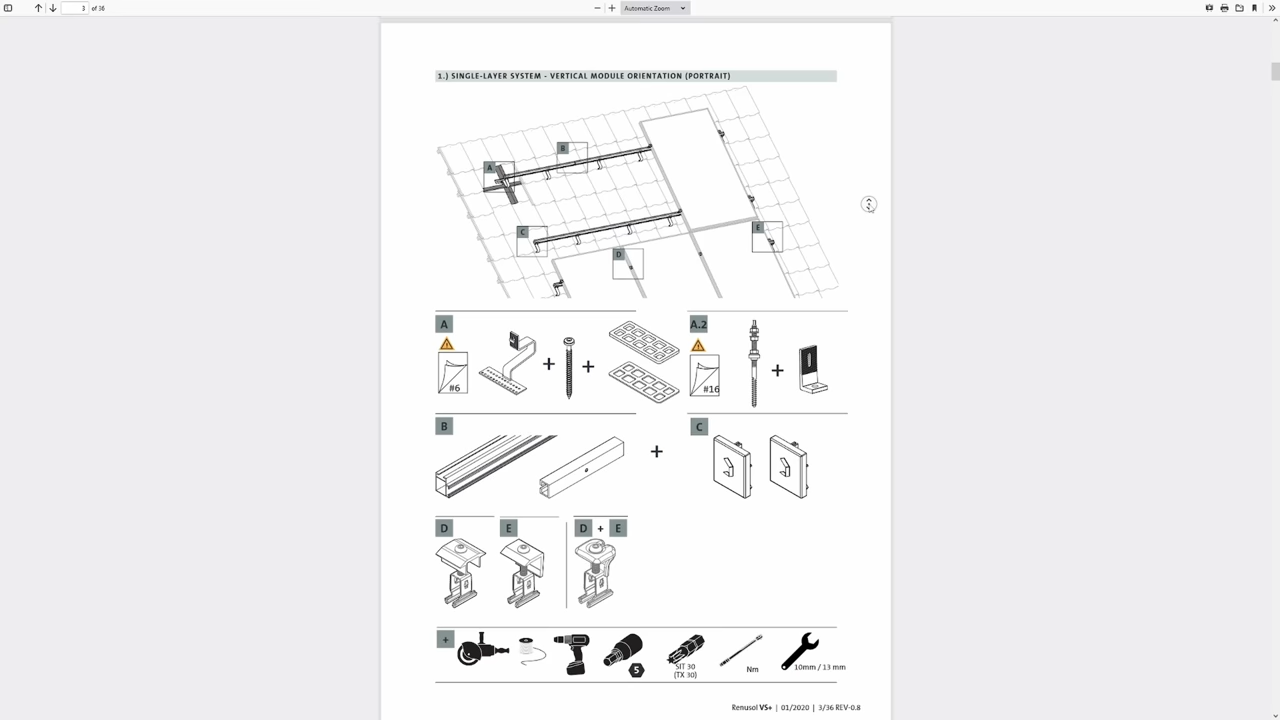 3 of 36 Automatic Zoom
1.) SINGLE-LAYER SYSTEM - VERTICAL MODULE ORIENTATION (PORTRAIT)
B
A
C
E
D
A A.2
#6 #16
B C
D E D + E
+
5
SIT 30
(TX 30)
Nm
10mm / 13 mm
Renusol VS+ | 01/2020 | 3/36 REV-0.8